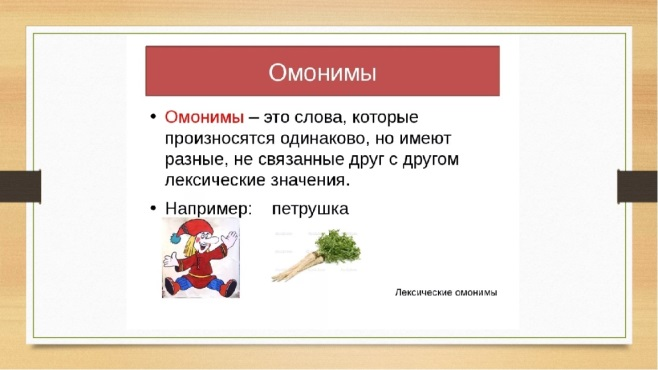 Омонимы
• Омонимы – это слова, которые
произносятся одинаково, но имеют
разные, не связанные друг с другом
лексические значения.
• Например: петрушка
Лексические омонимы